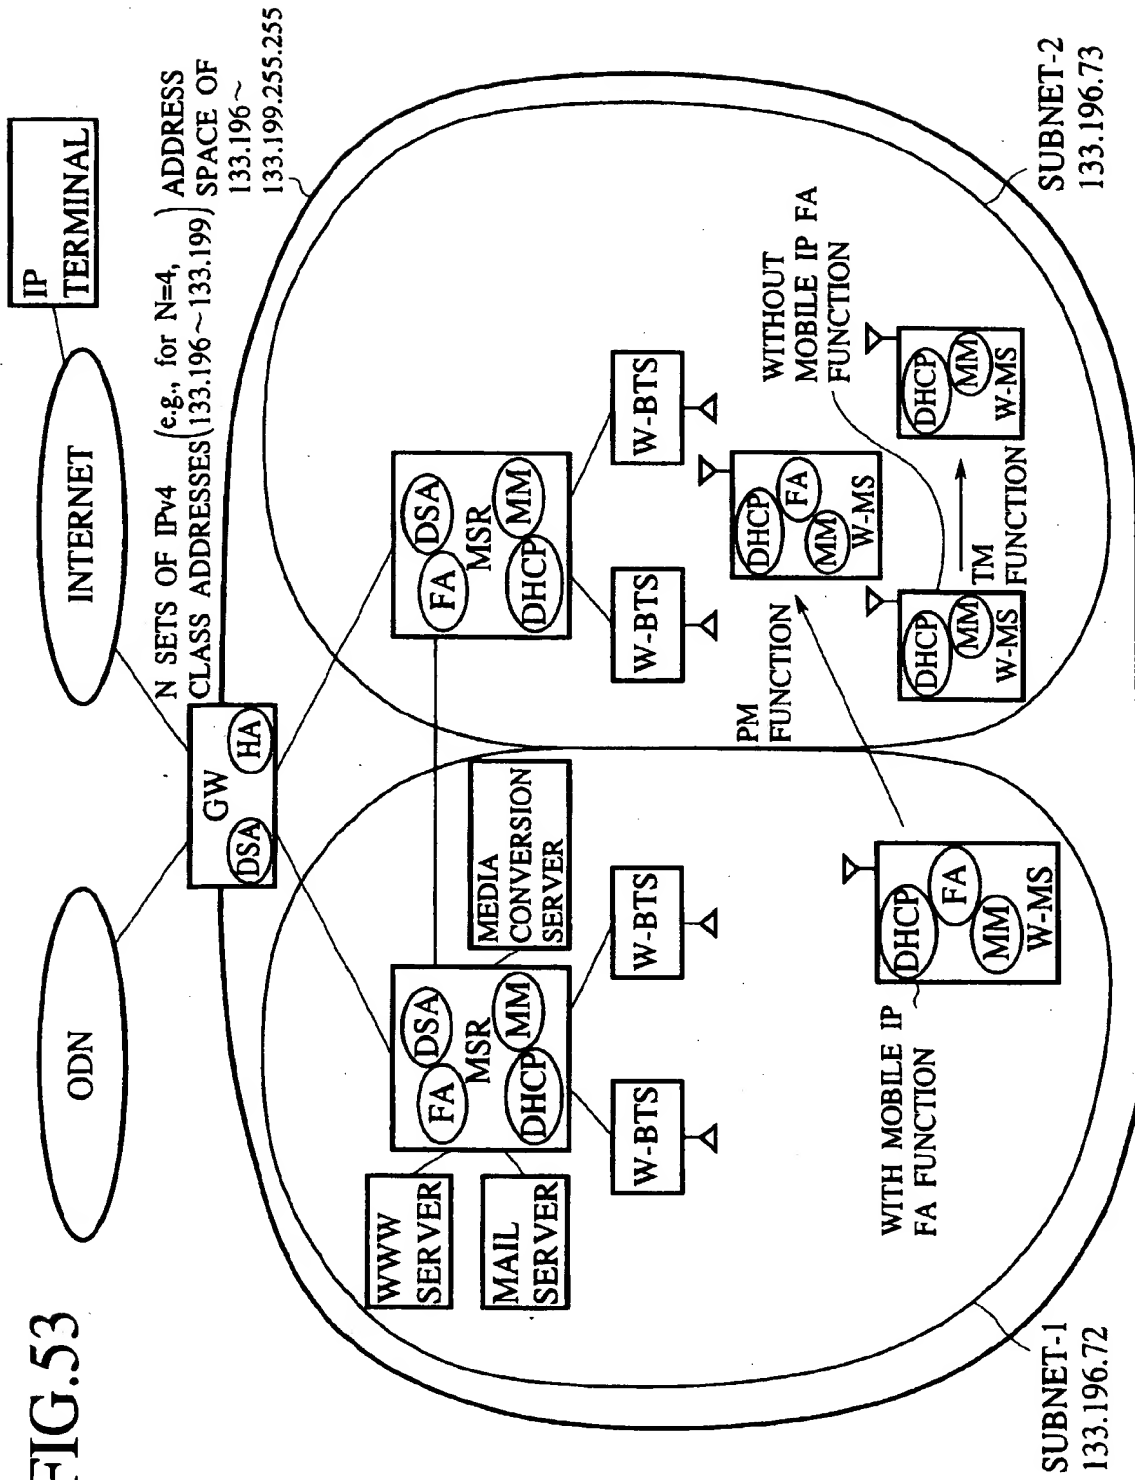 FIG.53
ODN
INTERNET
IP
TERMINAL
GW
DSA
HA
N SETS OF IPv4
CLASS ADDRESSES
(e.g., for N=4,
133.196~133.199)
ADDRESS
SPACE OF
133.196~
133.199.255.255
WWW
SERVER
MAIL
SERVER
FA
DSA
MSR
DHCP
MM
MEDIA
CONVERSION
SERVER
FA
DSA
MSR
DHCP
MM
W-BTS
W-BTS
W-BTS
W-BTS
WITH MOBILE IP
FA FUNCTION
DHCP
FA
MM
W-MS
PM
FUNCTION
DHCP
FA
MM
W-MS
WITHOUT
MOBILE IP FA
FUNCTION
DHCP
MM
W-MS
TM
FUNCTION
DHCP
MM
W-MS
SUBNET-1
133.196.72
SUBNET-2
133.196.73